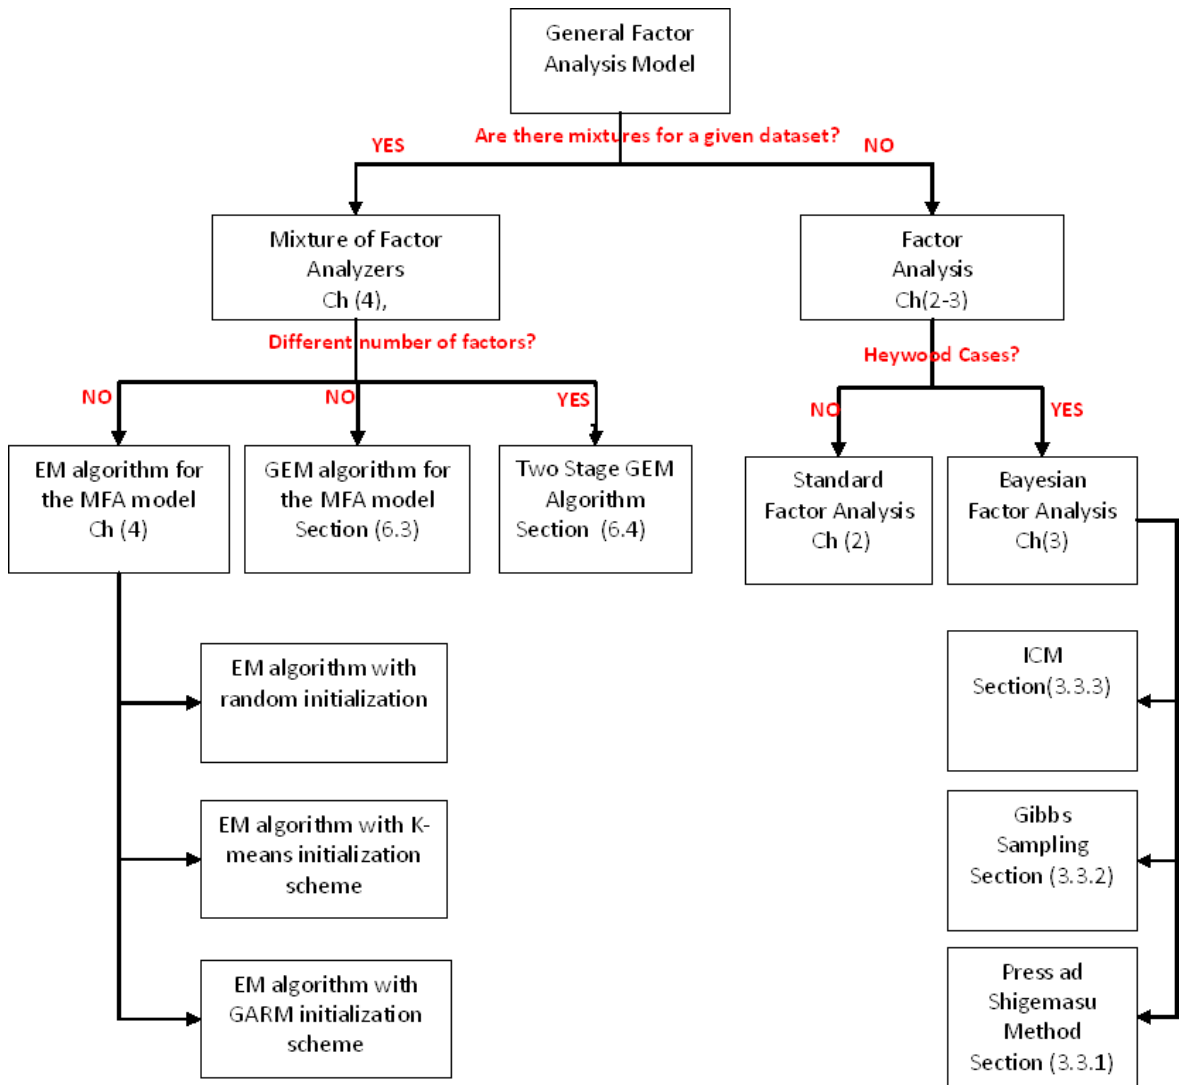 General Factor
Analysis Model
Are there mixtures for a given dataset?
YES
NO
Mixture of Factor
Analyzers
Ch (4),
Factor
Analysis
Ch(2-3)
Different number of factors?
Heywood Cases?
NO
NO
YES
NO
YES
EM algorithm for
the MFA model
Ch (4)
GEM algorithm for
the MFA model
Section (6.3)
Two Stage GEM
Algorithm
Section (6.4)
Standard
Factor Analysis
Ch (2)
Bayesian
Factor Analysis
Ch(3)
EM algorithm with
random initialization
ICM
Section(3.3.3)
EM algorithm with K-
means initialization
scheme
Gibbs
Sampling
Section (3.3.2)
EM algorithm with
GARM initialization
scheme
Press ad
Shigemasu
Method
Section (3.3.1)